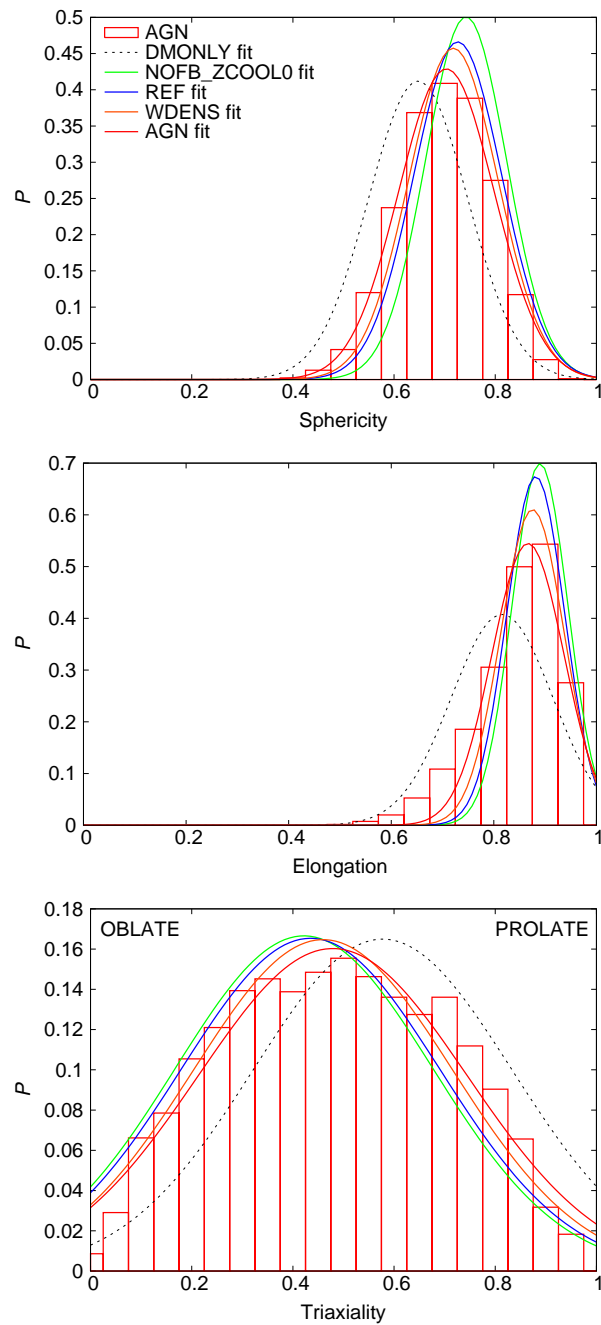 0.5
0.45
0.4
0.35
0.3
0.25
0.2
0.15
0.1
0.05
0
P
AGN
DMONLY fit
NOFB_ZCOOL0 fit
REF fit
WDENS fit
AGN fit
0 0.2 0.4 0.6 0.8 1
Sphericity
0.7
0.6
0.5
0.4
0.3
0.2
0.1
0
P
0 0.2 0.4 0.6 0.8 1
Elongation
0.18
0.16
0.14
0.12
0.1
0.08
0.06
0.04
0.02
0
P
OBLATE PROLATE
0 0.2 0.4 0.6 0.8 1
Triaxiality